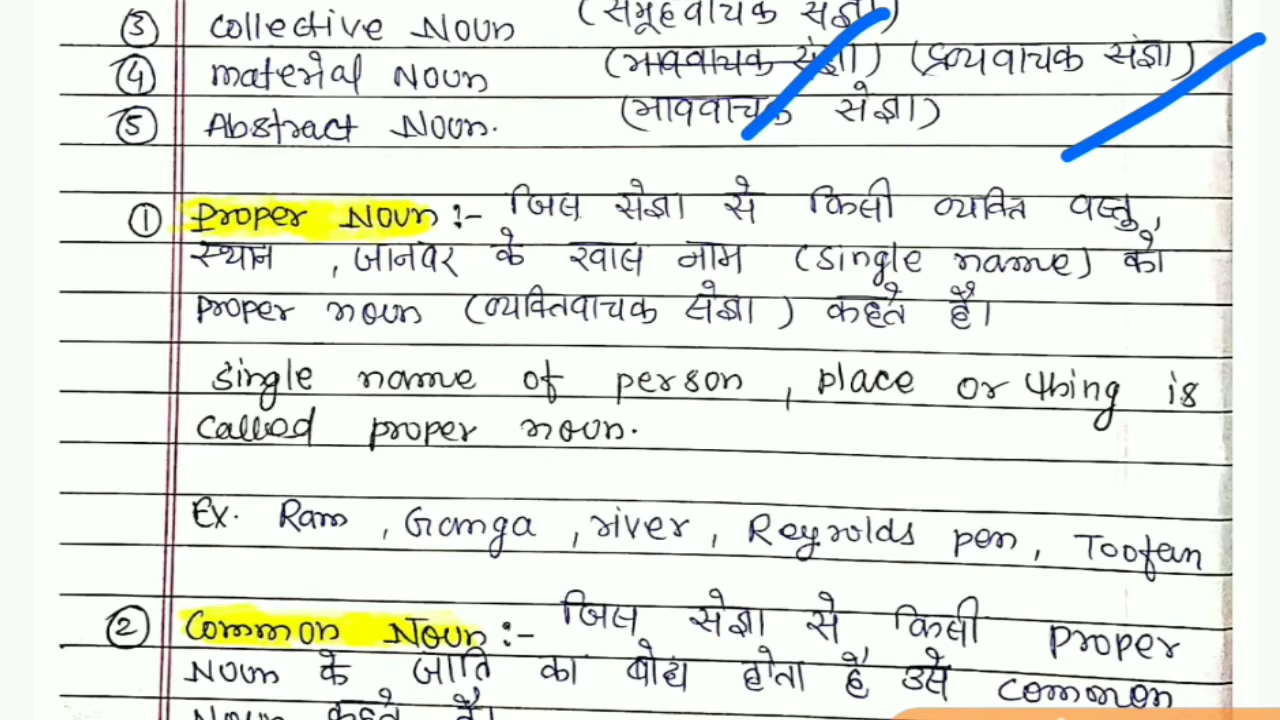 ③ Collective Noun (समूहवाचक संज्ञा)
④ material Noun (भाववाचक संज्ञा) (द्रव्यवाचक संज्ञा)
⑤ Abstract Noun. (भाववाचक संज्ञा)
① Proper Noun :- जिस संज्ञा से किसी व्यक्ति वस्तु,
स्थान , जानवर के खास नाम (single name) को
proper noun (व्यक्तिवाचक संज्ञा ) कहते हैं।
single name of person , place or thing is
called proper noun.
Ex. Ram , Ganga , river , Reynolds pen , Toofan
② Common Noun :- जिस संज्ञा से किसी proper
Noun के जाति का बोध होता है उसे common
Noun कहते हैं।